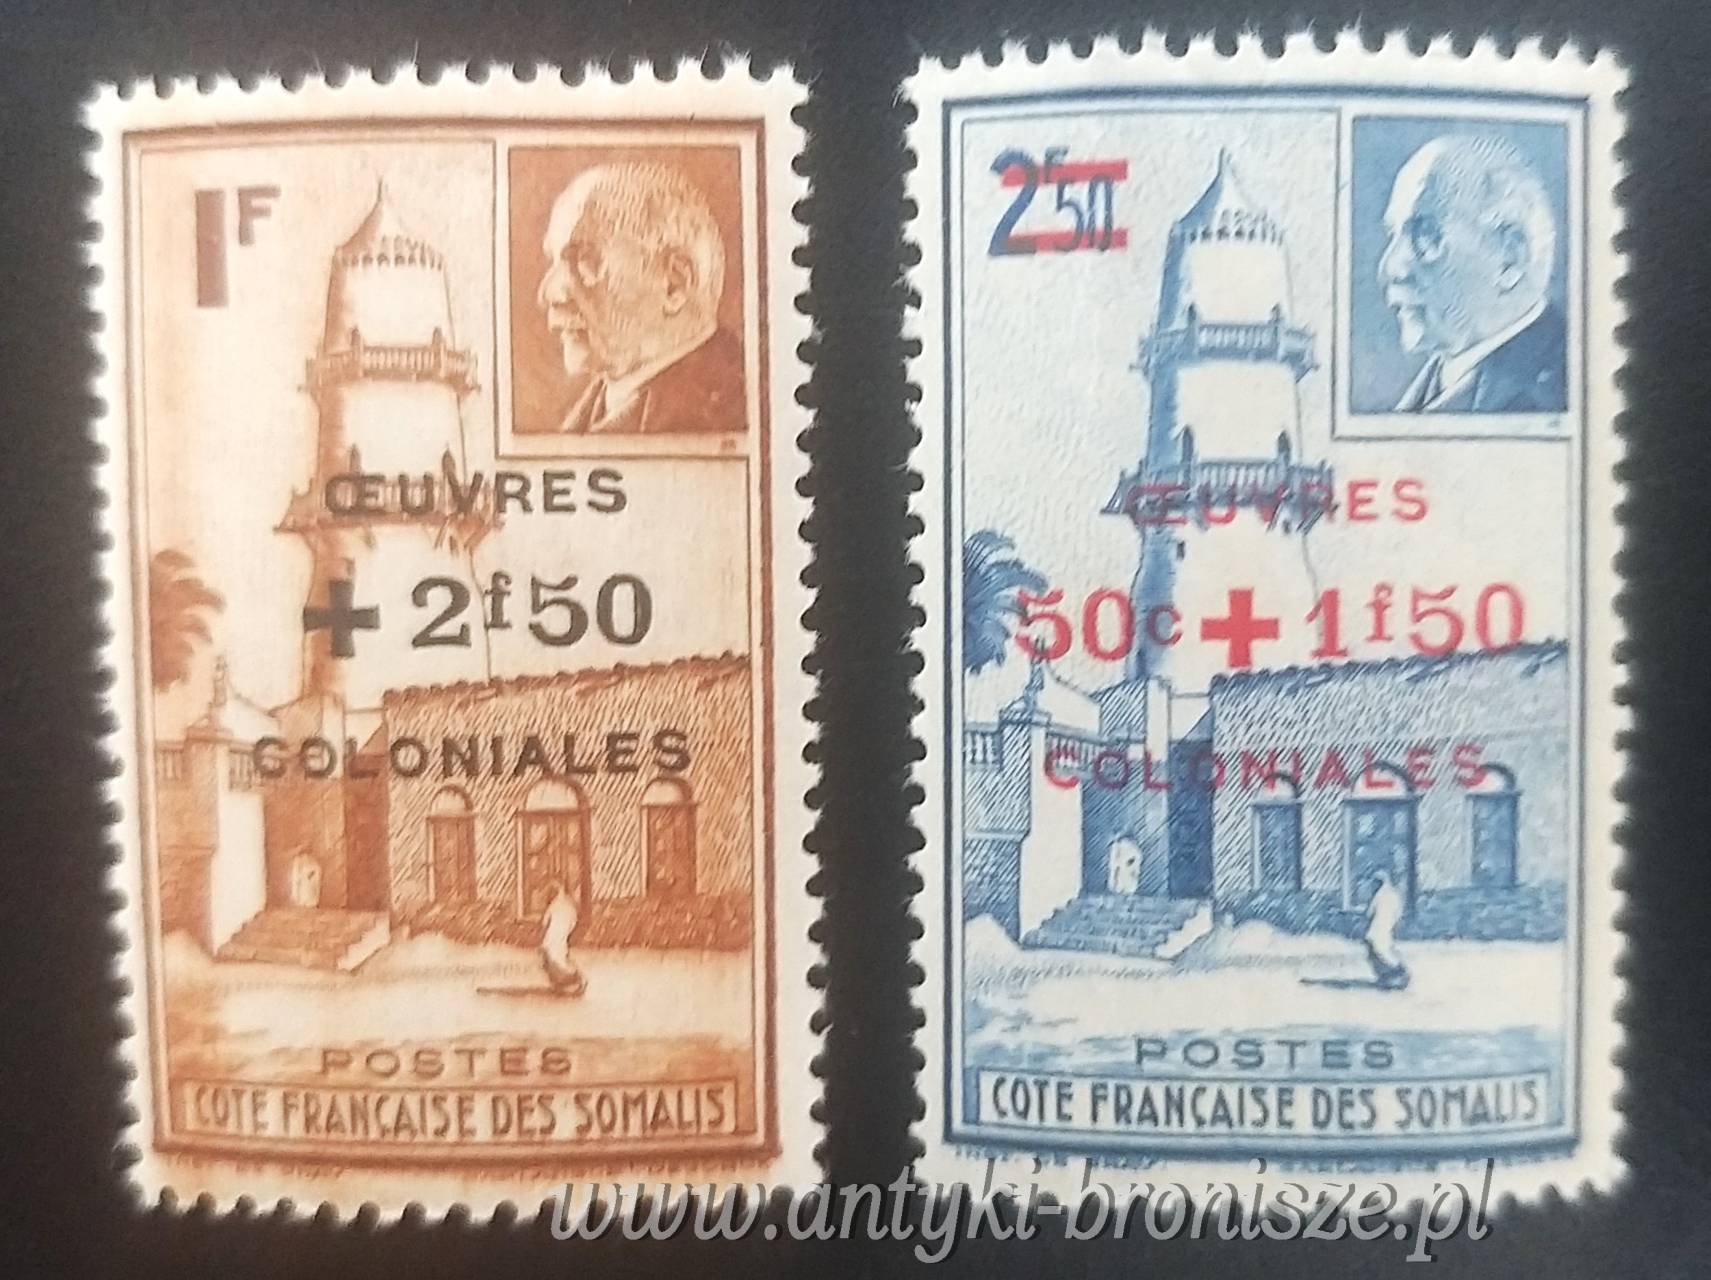 1F
ŒUVRES
+ 2f50
COLONIALES
POSTES
COTE FRANÇAISE DES SOMALIS
2F50
ŒUVRES
50c + 1f50
COLONIALES
POSTES
COTE FRANÇAISE DES SOMALIS
www.antyki-bronisze.pl